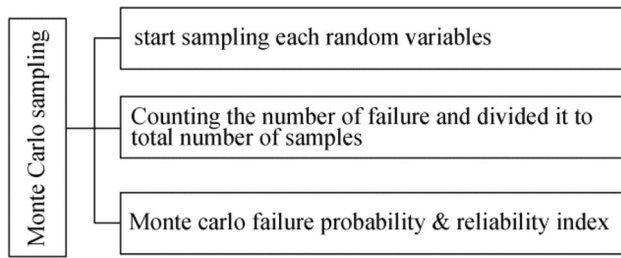 Monte Carlo sampling
start sampling each random variables
Counting the number of failure and divided it to
total number of samples
Monte carlo failure probability & reliability index